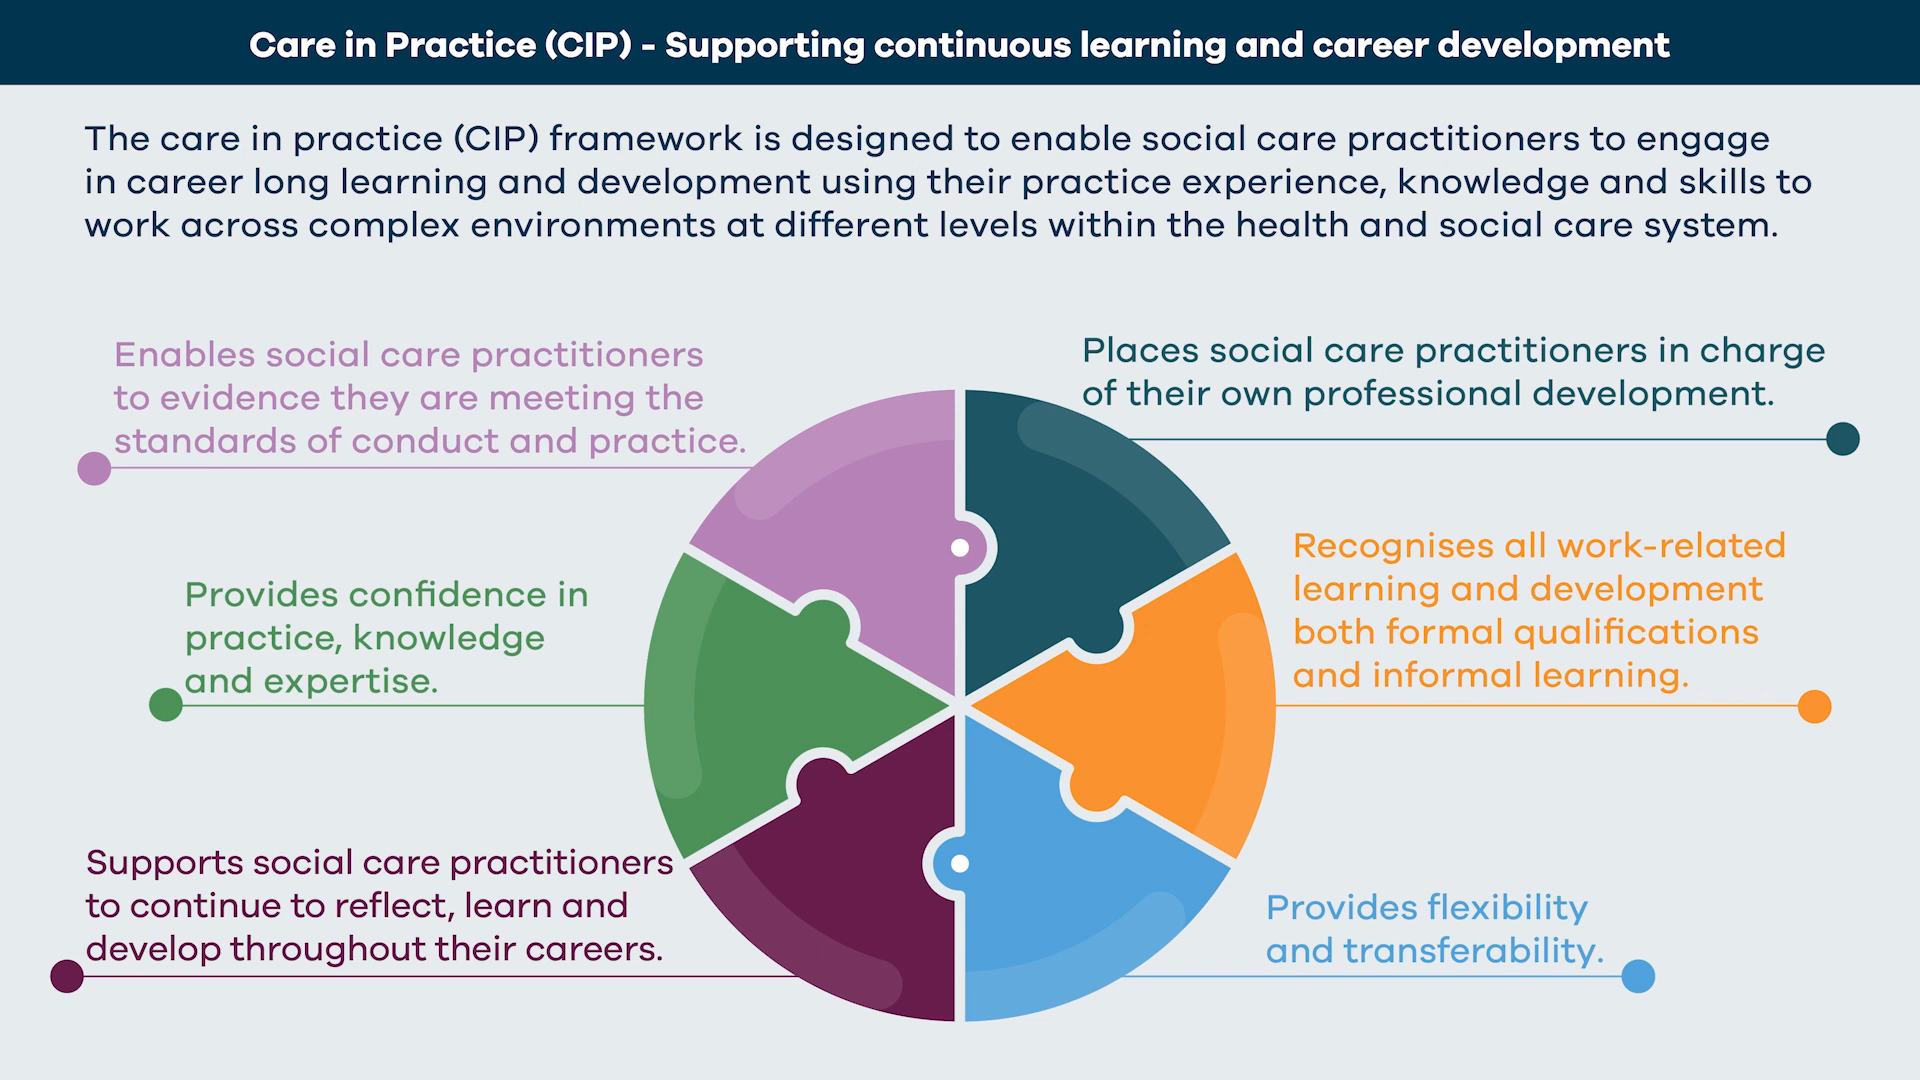 Care in Practice (CIP) - Supporting continuous learning and career development
The care in practice (CIP) framework is designed to enable social care practitioners to engage
in career long learning and development using their practice experience, knowledge and skills to
work across complex environments at different levels within the health and social care system.
Enables social care practitioners
to evidence they are meeting the
standards of conduct and practice.
Places social care practitioners in charge
of their own professional development.
Provides confidence in
practice, knowledge
and expertise.
Recognises all work-related
learning and development
both formal qualifications
and informal learning.
Supports social care practitioners
to continue to reflect, learn and
develop throughout their careers.
Provides flexibility
and transferability.